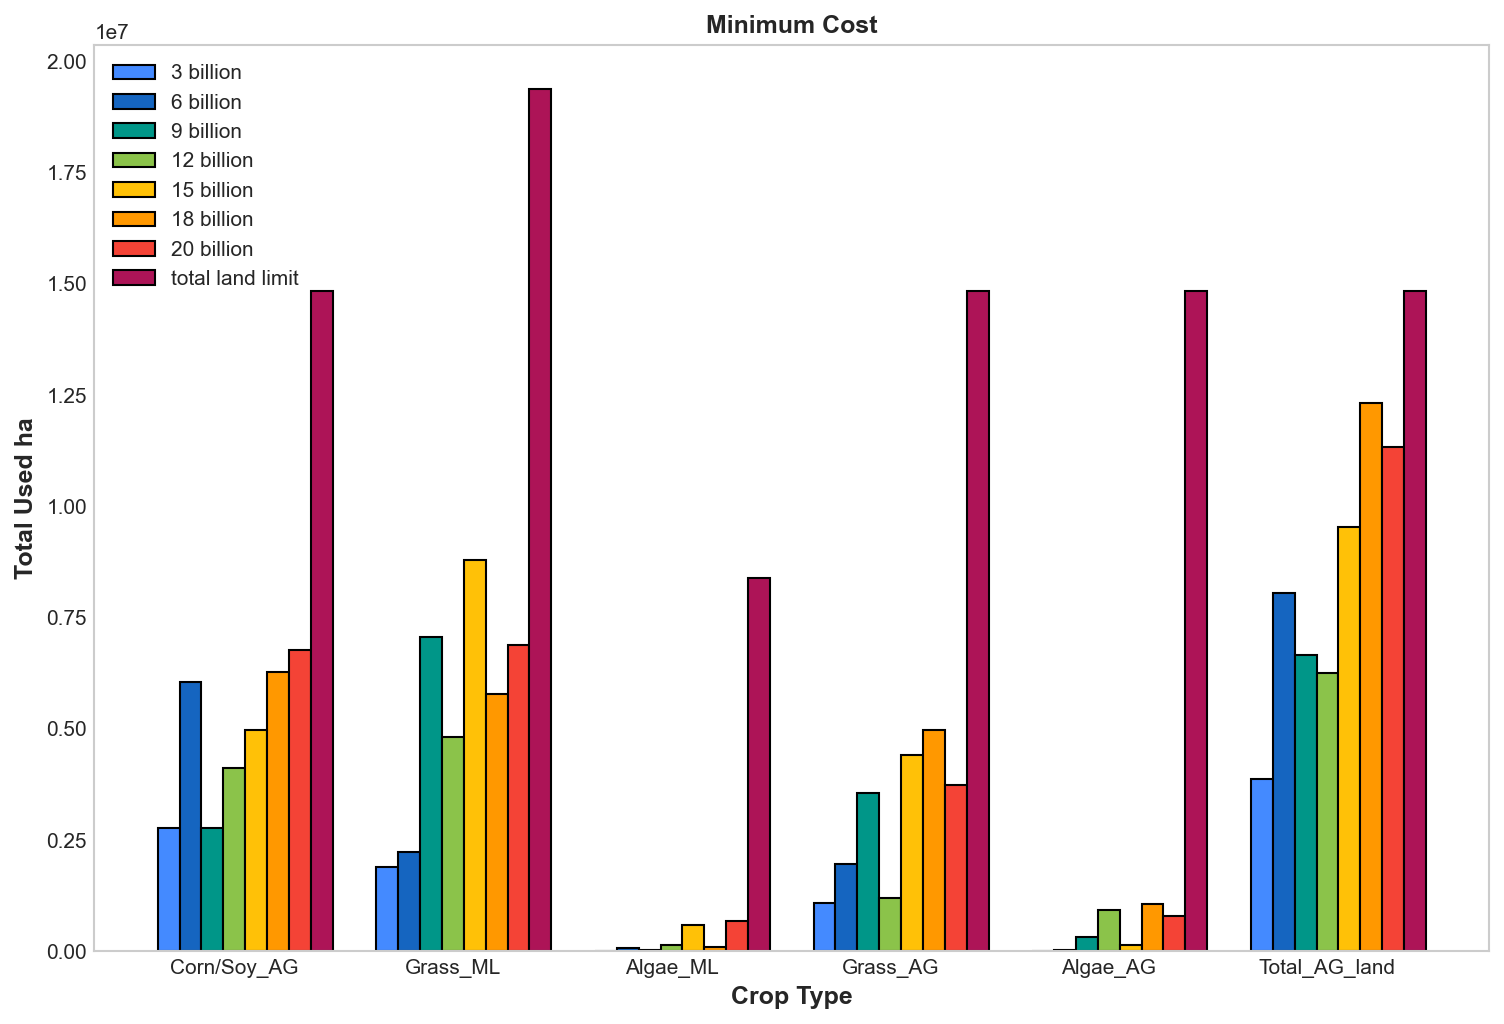 Minimum Cost
1e7
2.00
1.75
1.50
1.25
1.00
0.75
0.50
0.25
0.00
Total Used ha
3 billion
6 billion
9 billion
12 billion
15 billion
18 billion
20 billion
total land limit
Corn/Soy_AG
Grass_ML
Algae_ML
Grass_AG
Algae_AG
Total_AG_land
Crop Type